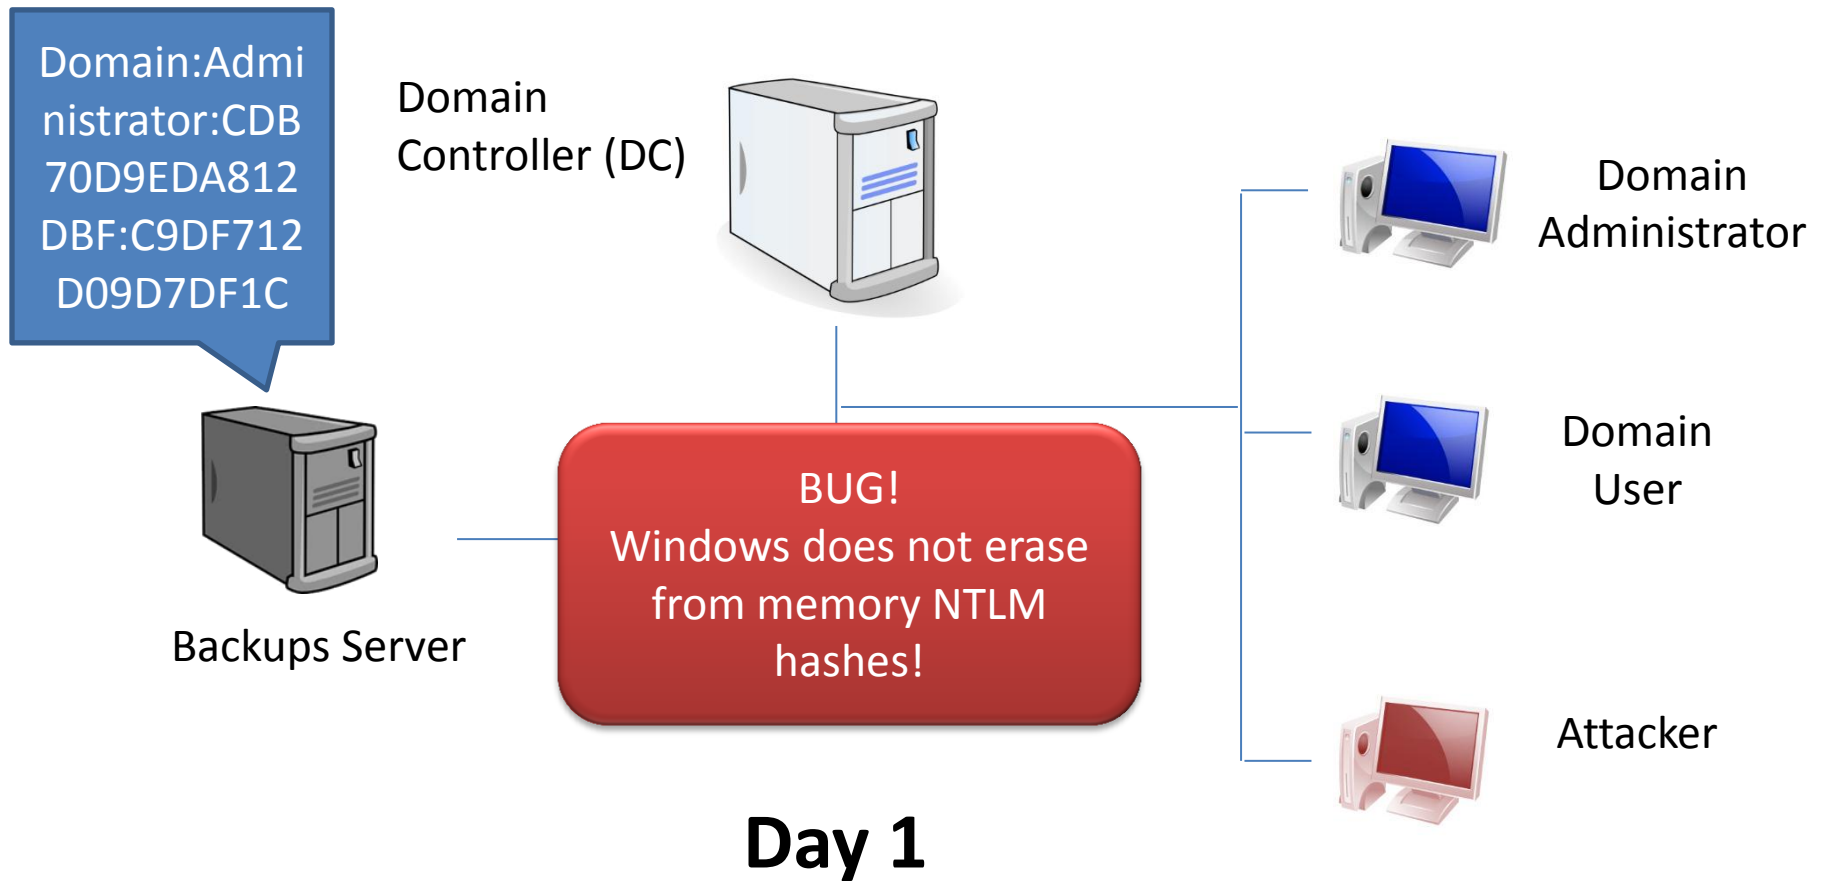 Domain:Admi
nistrator:CDB
70D9EDA812
DBF:C9DF712
D09D7DF1C
Domain
Controller (DC)
Domain
Administrator
Domain
User
BUG!
Windows does not erase
from memory NTLM
hashes!
Backups Server
Attacker
Day 1